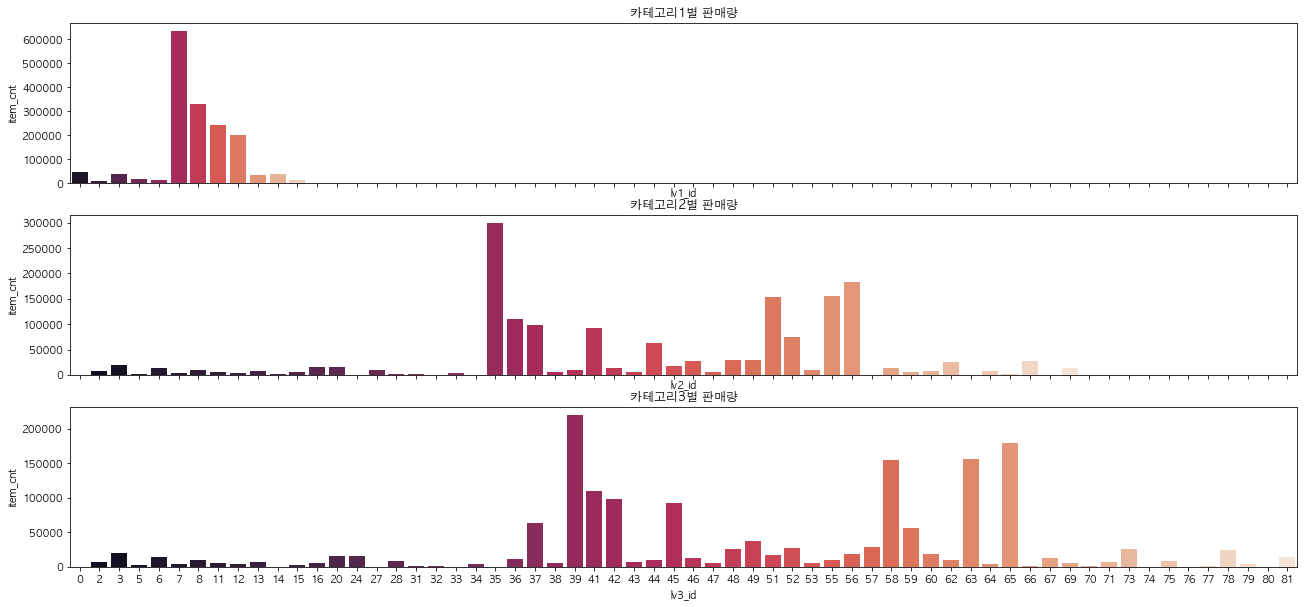 카테고리1별 판매량
600000
500000
400000
300000
200000
100000
0
item_cnt
lv1_id
카테고리2별 판매량
300000
250000
200000
150000
100000
50000
0
item_cnt
lv2_id
카테고리3별 판매량
200000
150000
100000
50000
0
item_cnt
0 2 3 5 6 7 8 11 12 13 14 15 16 20 24 27 28 31 32 33 34 35 36 37 38 39 41 42 43 44 45 46 47 48 49 51 52 53 55 56 57 58 59 60 62 63 64 65 66 67 69 70 71 73 74 75 76 77 78 79 80 81
lv3_id